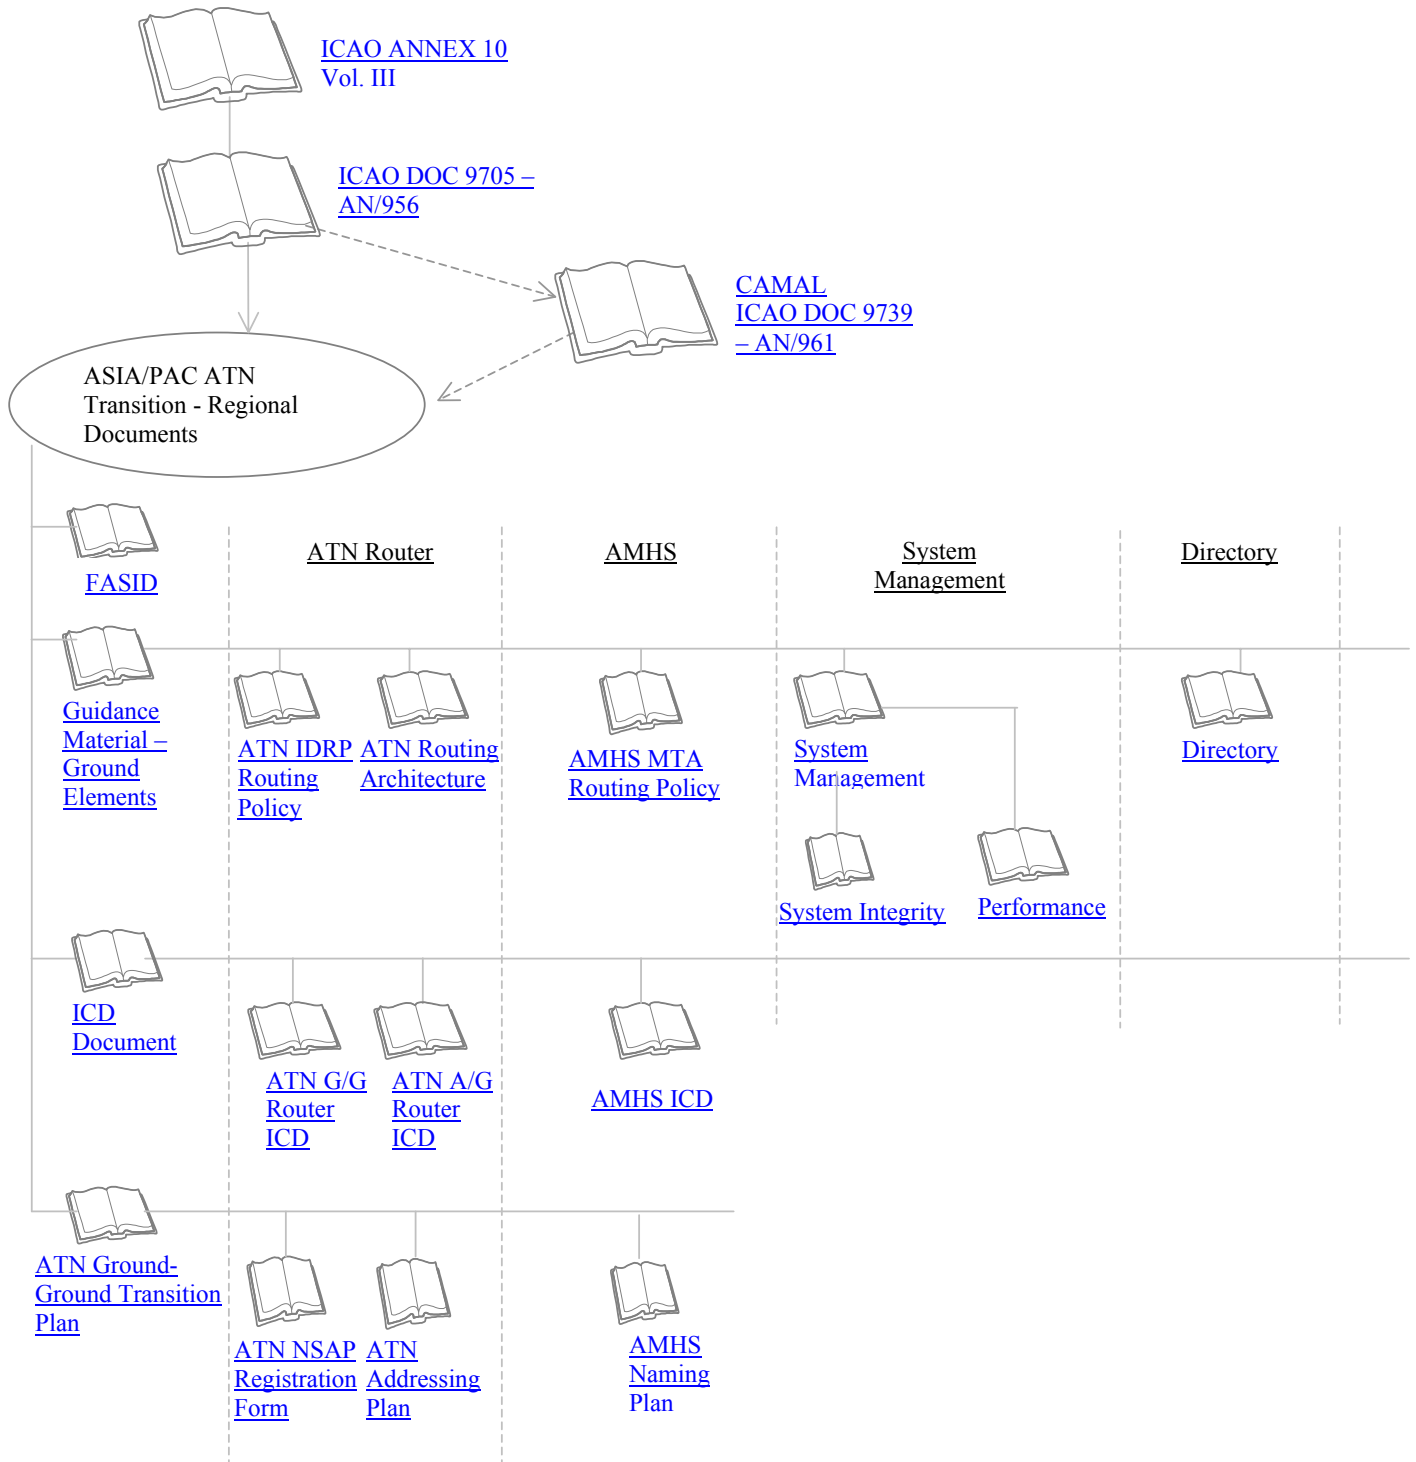 ICAO ANNEX 10
Vol. III
ICAO DOC 9705 –
AN/956
CAMAL
ICAO DOC 9739
– AN/961
ASIA/PAC ATN
Transition - Regional
Documents
FASID
ATN Router
AMHS
System
Management
Directory
Guidance
Material –
Ground
Elements
ATN IDRP
Routing
Policy
ATN Routing
Architecture
AMHS MTA
Routing Policy
System
Management
Directory
System Integrity
Performance
ICD
Document
ATN G/G
Router
ICD
ATN A/G
Router
ICD
AMHS ICD
ATN Ground-
Ground Transition
Plan
ATN NSAP
Registration
Form
ATN
Addressing
Plan
AMHS
Naming
Plan